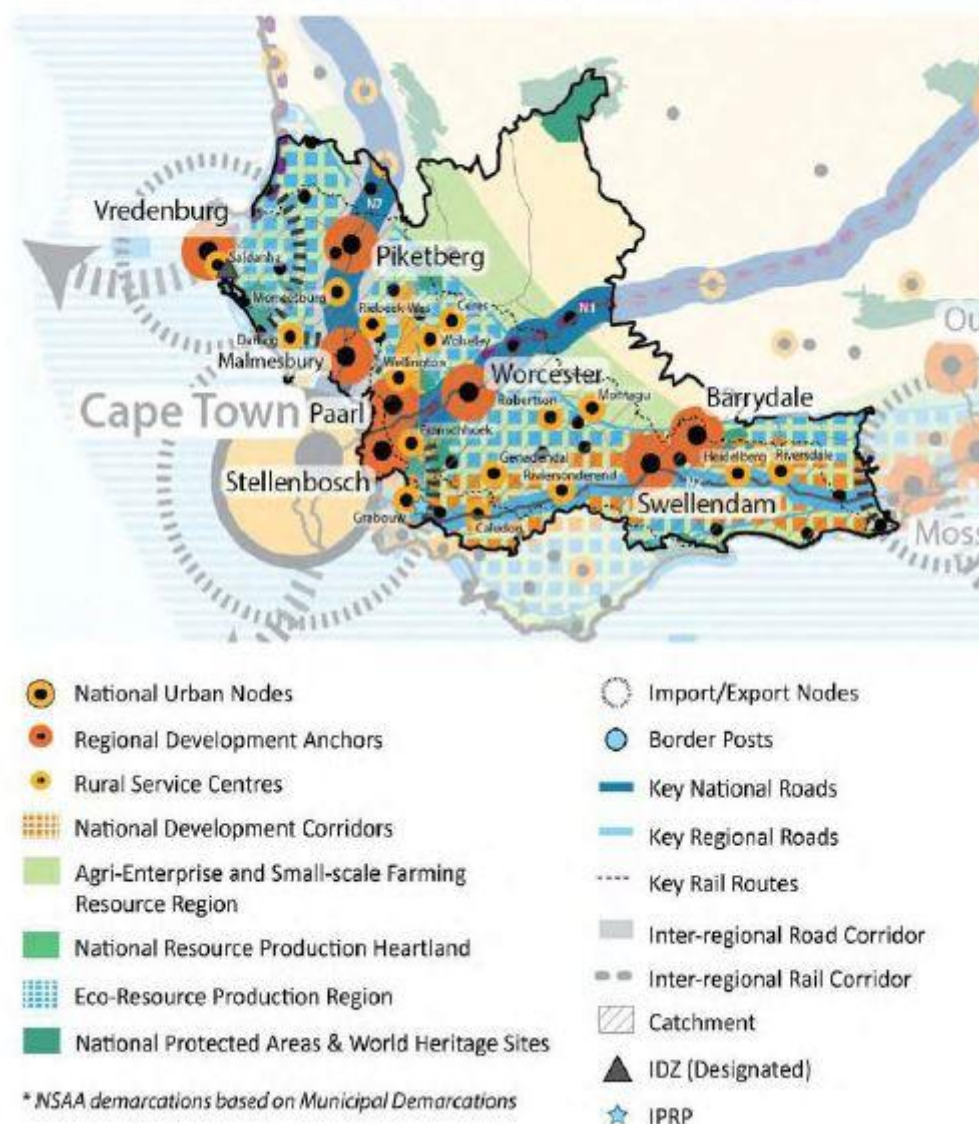 Vredenburg
Saldanha
N7
Piketberg
Moorreesburg
Riebeek-Wes
Ceres
N1
Darling
Wolseley
Malmesbury
Wellington
Worcester
Cape Town
Paarl
Robertson
Montagu
Barrydale
Franschhoek
Stellenbosch
Genadendal
Heidelberg
Riversdale
Riviersonderend
Swellendam
Grabouw
Caledon
Ou
Moss
National Urban Nodes
Regional Development Anchors
Rural Service Centres
National Development Corridors
Agri-Enterprise and Small-scale Farming
Resource Region
National Resource Production Heartland
Eco-Resource Production Region
National Protected Areas & World Heritage Sites
* NSAA demarcations based on Municipal Demarcations
Import/Export Nodes
Border Posts
Key National Roads
Key Regional Roads
Key Rail Routes
Inter-regional Road Corridor
Inter-regional Rail Corridor
Catchment
IDZ (Designated)
IPRP